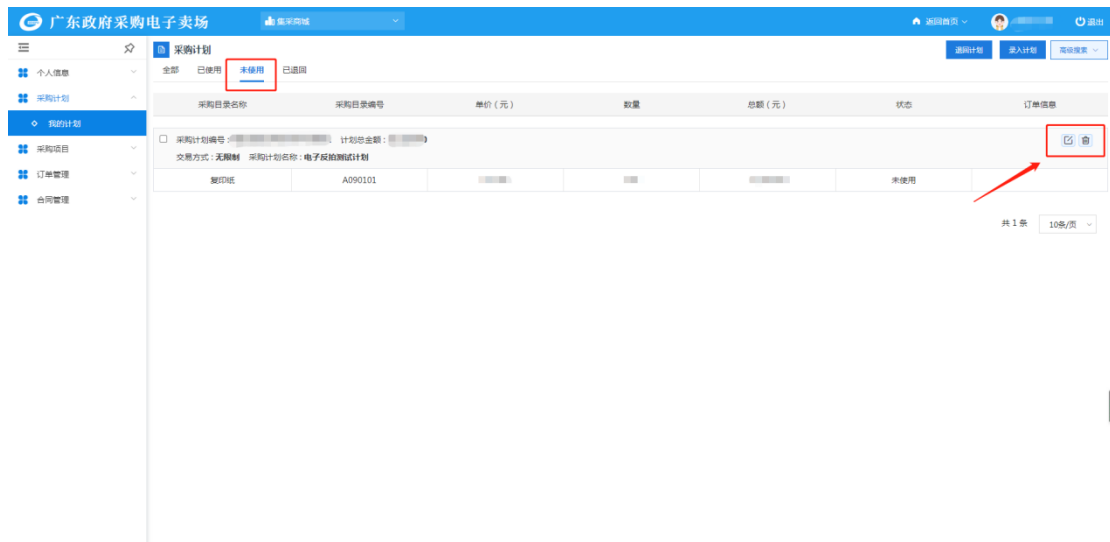 广东政府采购电子卖场 集采商城 返回首页 退出
采购计划 退回计划 录入计划 高级搜索
个人信息
采购计划
我的计划
采购项目
订单管理
合同管理
全部 已使用 未使用 已退回
采购目录名称 采购目录编号 单价（元） 数量 总额（元） 状态 订单信息
采购计划编号： 计划总金额：
交易方式：无限制 采购计划名称：电子反拍测试计划
复印纸 A090101 未使用
共 1 条 10条/页